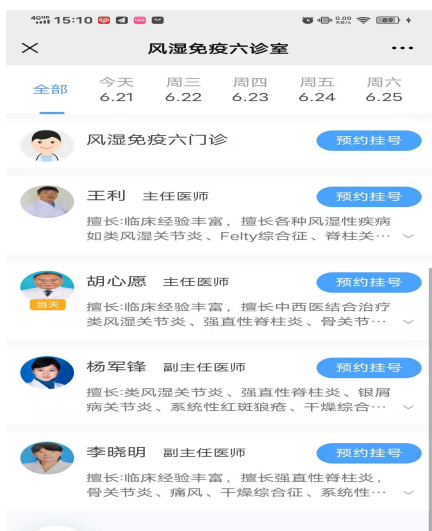 15:10
0.00
KB/s
89
风湿免疫六诊室
全部
今天 周三 周四 周五 周六
6.21 6.22 6.23 6.24 6.25
风湿免疫六门诊 预约挂号
王利 主任医师 预约挂号
擅长:临床经验丰富，擅长各种风湿性疾病
如类风湿关节炎、Felty综合征、脊柱关…
胡心愿 主任医师 预约挂号
当天
擅长:临床经验丰富，擅长中西医结合治疗
类风湿关节炎、强直性脊柱炎、骨关节…
杨军锋 副主任医师 预约挂号
擅长:类风湿关节炎、强直性脊柱炎、银屑
病关节炎、系统性红斑狼疮、干燥综合…
李晓明 副主任医师 预约挂号
擅长:临床经验丰富，擅长强直性脊柱炎，
骨关节炎、痛风、干燥综合征、系统性…